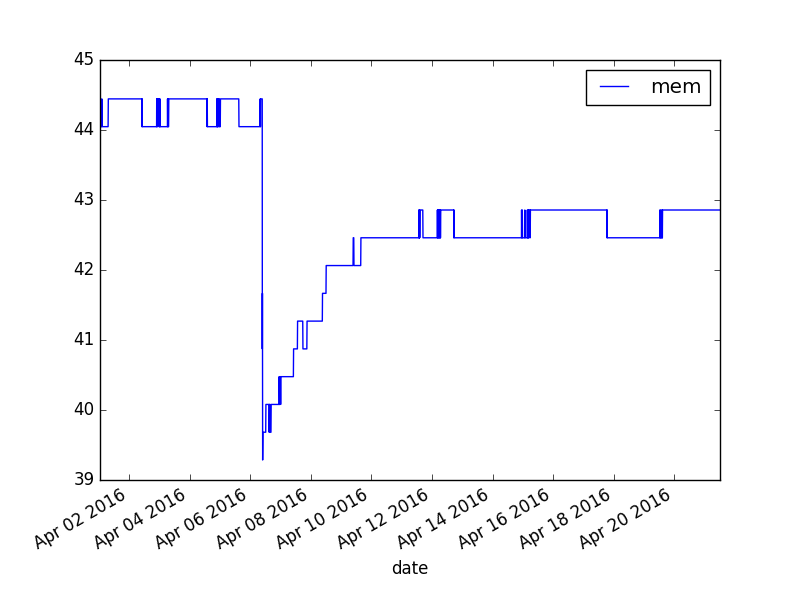 45
mem
44
43
42
41
40
39
Apr 02 2016
Apr 04 2016
Apr 06 2016
Apr 08 2016
Apr 10 2016
Apr 12 2016
Apr 14 2016
Apr 16 2016
Apr 18 2016
Apr 20 2016
date